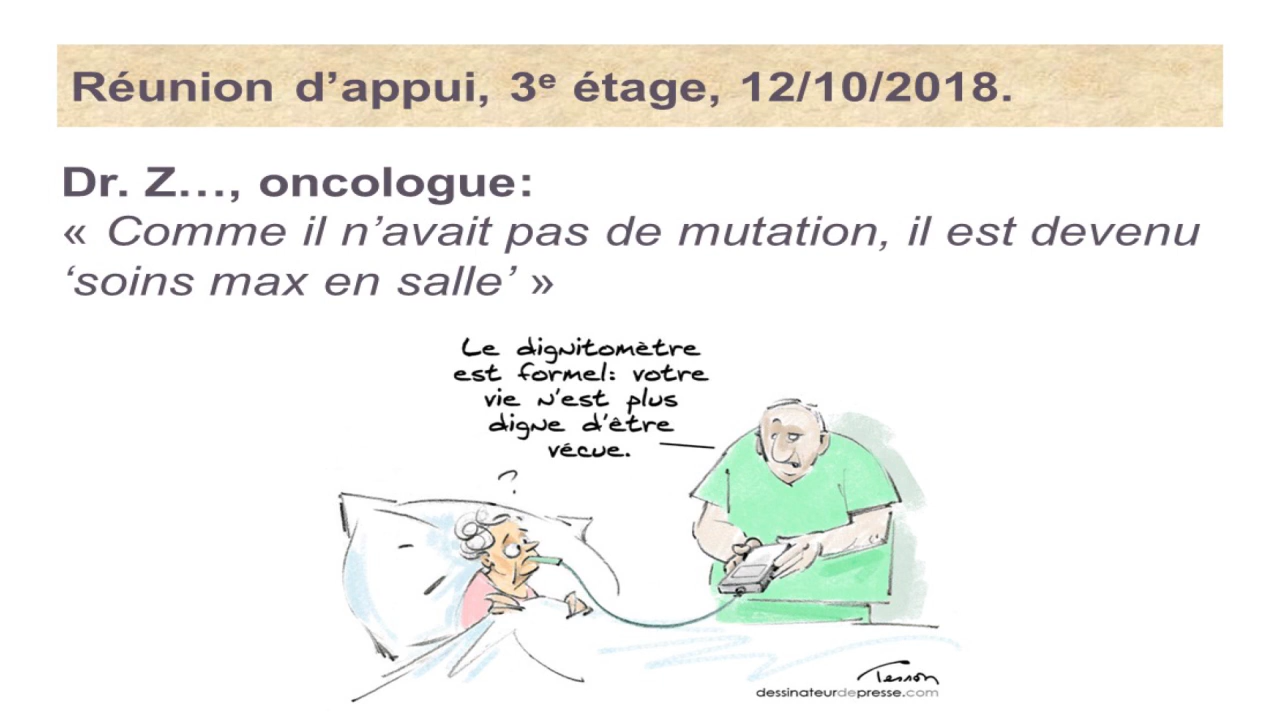 Réunion d’appui, 3e étage, 12/10/2018.
Dr. Z…, oncologue:
« Comme il n’avait pas de mutation, il est devenu
‘soins max en salle’ »
Le dignitomètre
est formel: votre
vie n'est plus
digne d'être
vécue.
?
Tesson
dessinateurdepresse.com